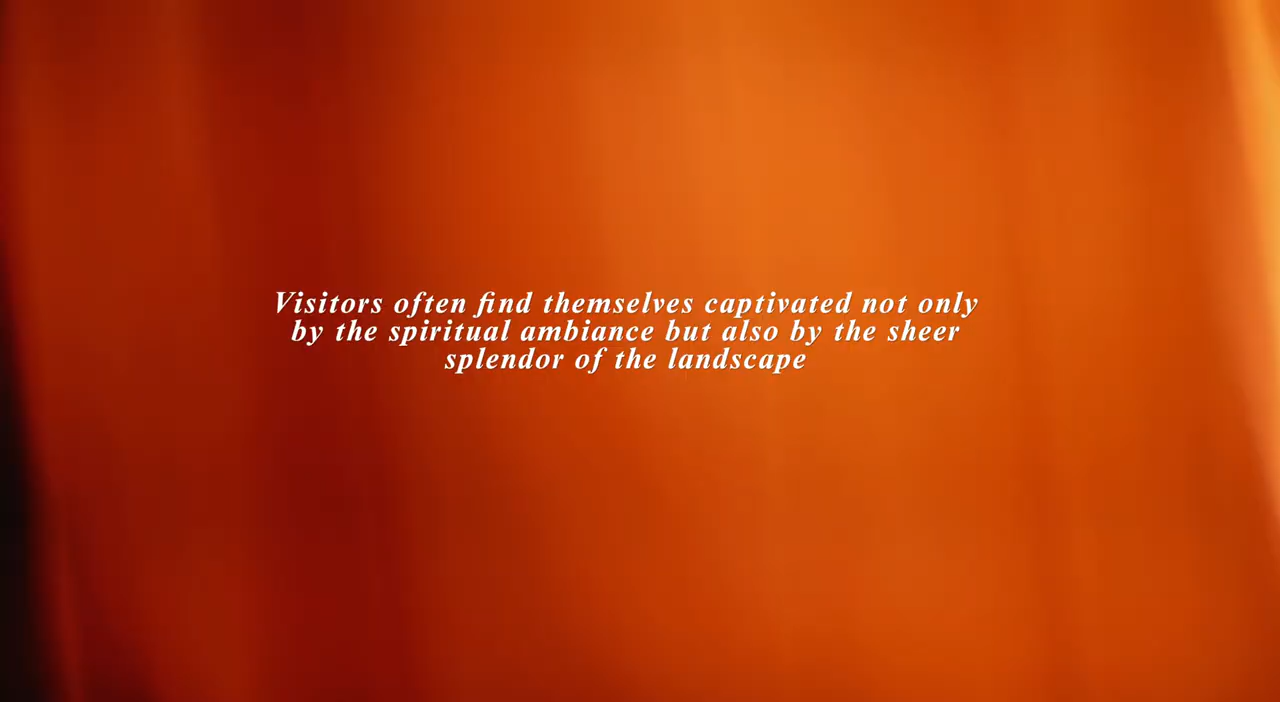 Visitors often find themselves captivated not only
by the spiritual ambiance but also by the sheer
splendor of the landscape